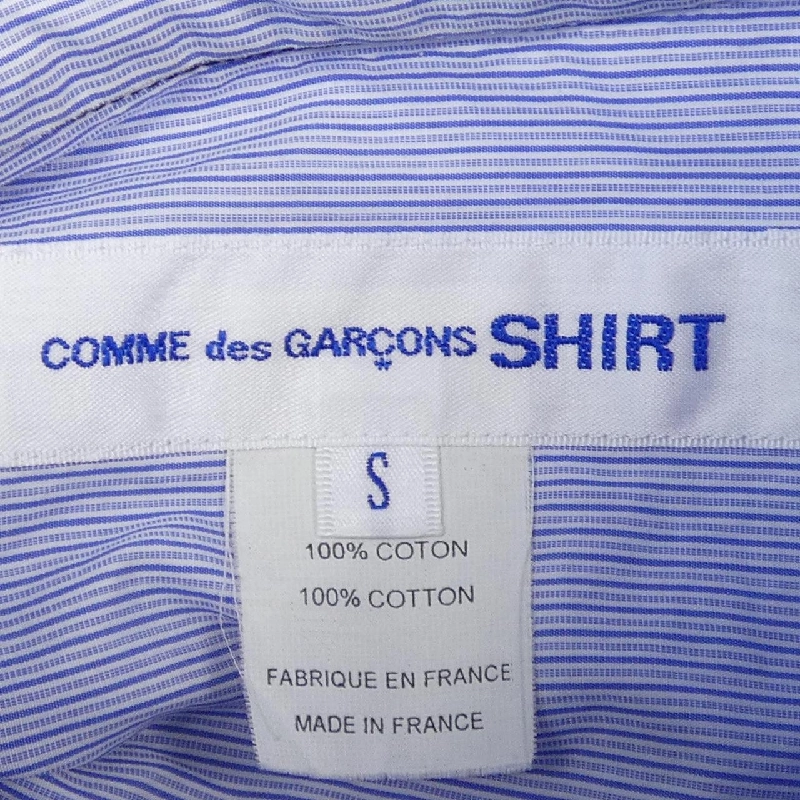 COMME des GARÇONS SHIRT
S
100% COTON
100% COTTON
FABRIQUE EN FRANCE
MADE IN FRANCE